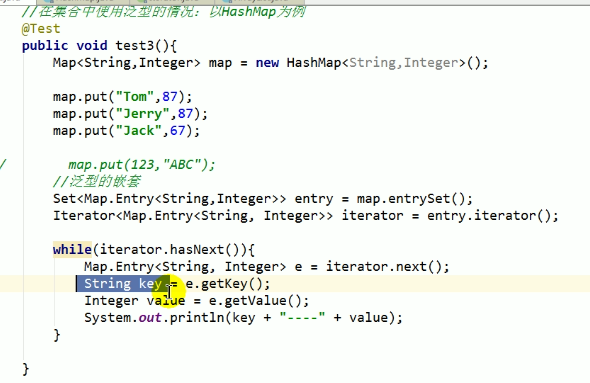 //在集合中使用泛型的情况：以HashMap为例
@Test
public void test3(){
Map<String,Integer> map = new HashMap<String,Integer>();
map.put("Tom",87);
map.put("Jerry",87);
map.put("Jack",67);
/ map.put(123,"ABC");
//泛型的嵌套
Set<Map.Entry<String,Integer>> entry = map.entrySet();
Iterator<Map.Entry<String, Integer>> iterator = entry.iterator();
while(iterator.hasNext()){
Map.Entry<String, Integer> e = iterator.next();
String key = e.getKey();
Integer value = e.getValue();
System.out.println(key + "----" + value);
}
}